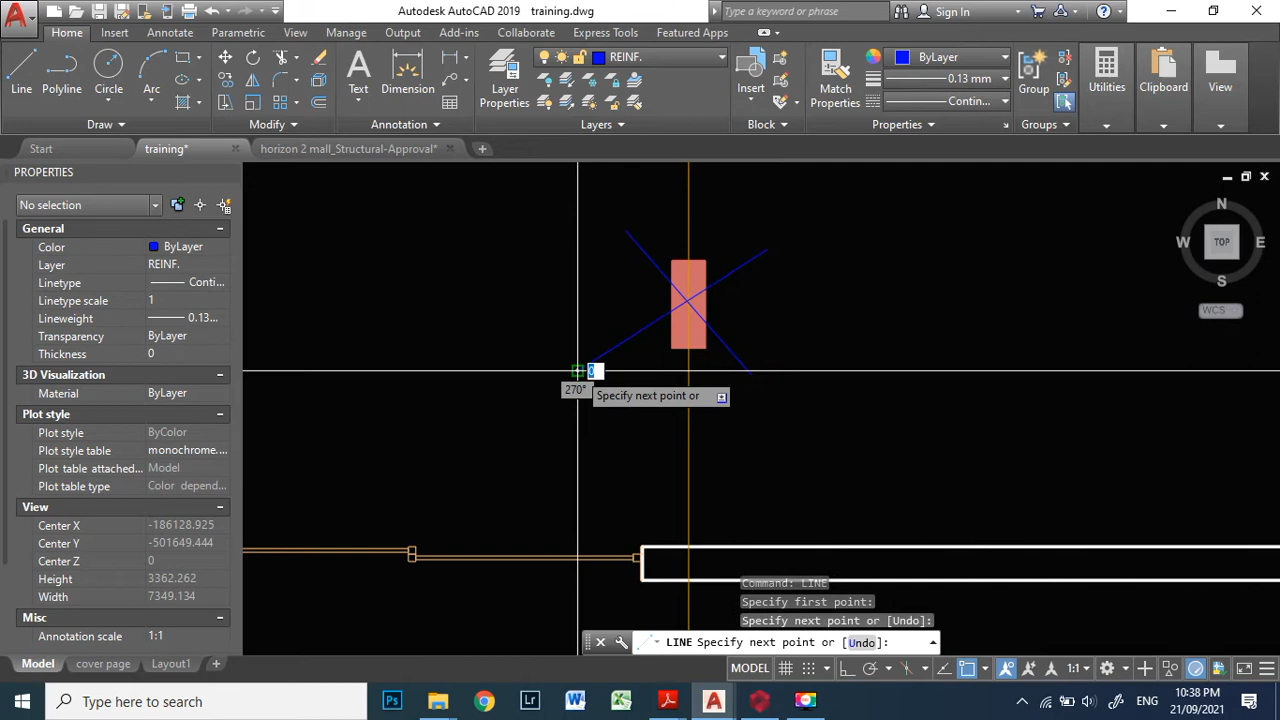 Autodesk AutoCAD 2019 training.dwg
Type a keyword or phrase
Sign In
Home Insert Annotate Parametric View Manage Output Add-ins Collaborate Express Tools Featured Apps
Line Polyline Circle Arc
Text Dimension
Layer Properties
REINF.
Insert
Match Properties
ByLayer
0.13 mm
Contin...
Group
Utilities
Clipboard
View
Draw Modify Annotation Layers Block Properties Groups
Start training* horizon 2 mall_Structural-Approval*
PROPERTIES
No selection
General
Color ByLayer
Layer REINF.
Linetype Conti...
Linetype scale 1
Lineweight 0.13...
Transparency ByLayer
Thickness 0
3D Visualization
Material ByLayer
Plot style
Plot style ByColor
Plot style table monochrome....
Plot table attached... Model
Plot table type Color depend...
View
Center X -186128.925
Center Y -501649.444
Center Z 0
Height 3362.262
Width 7349.134
Misc
Annotation scale 1:1
N
W TOP E
S
WCS
0
270°
Specify next point or
Command: LINE
Specify first point:
Specify next point or [Undo]:
LINE Specify next point or [Undo]:
Model cover page Layout1
MODEL 1:1
Type here to search
Ps Lr W X A
ENG
10:38 PM
21/09/2021